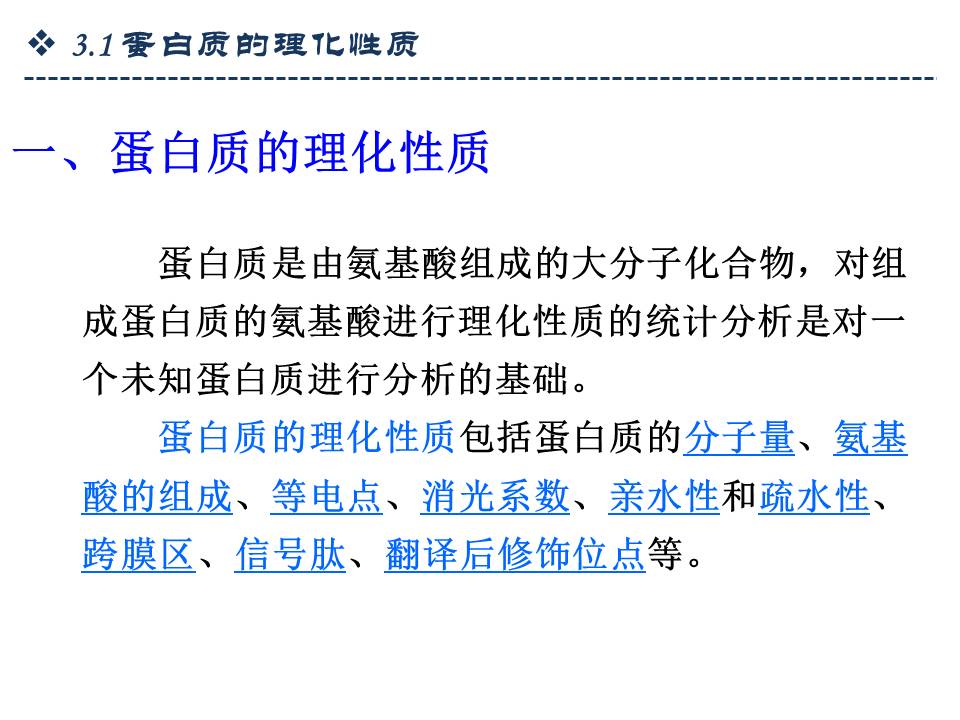 ❖ 3.1蛋白质的理化性质
一、蛋白质的理化性质
蛋白质是由氨基酸组成的大分子化合物，对组
成蛋白质的氨基酸进行理化性质的统计分析是对一
个未知蛋白质进行分析的基础。
蛋白质的理化性质包括蛋白质的分子量、氨基
酸的组成、等电点、消光系数、亲水性和疏水性、
跨膜区、信号肽、翻译后修饰位点等。